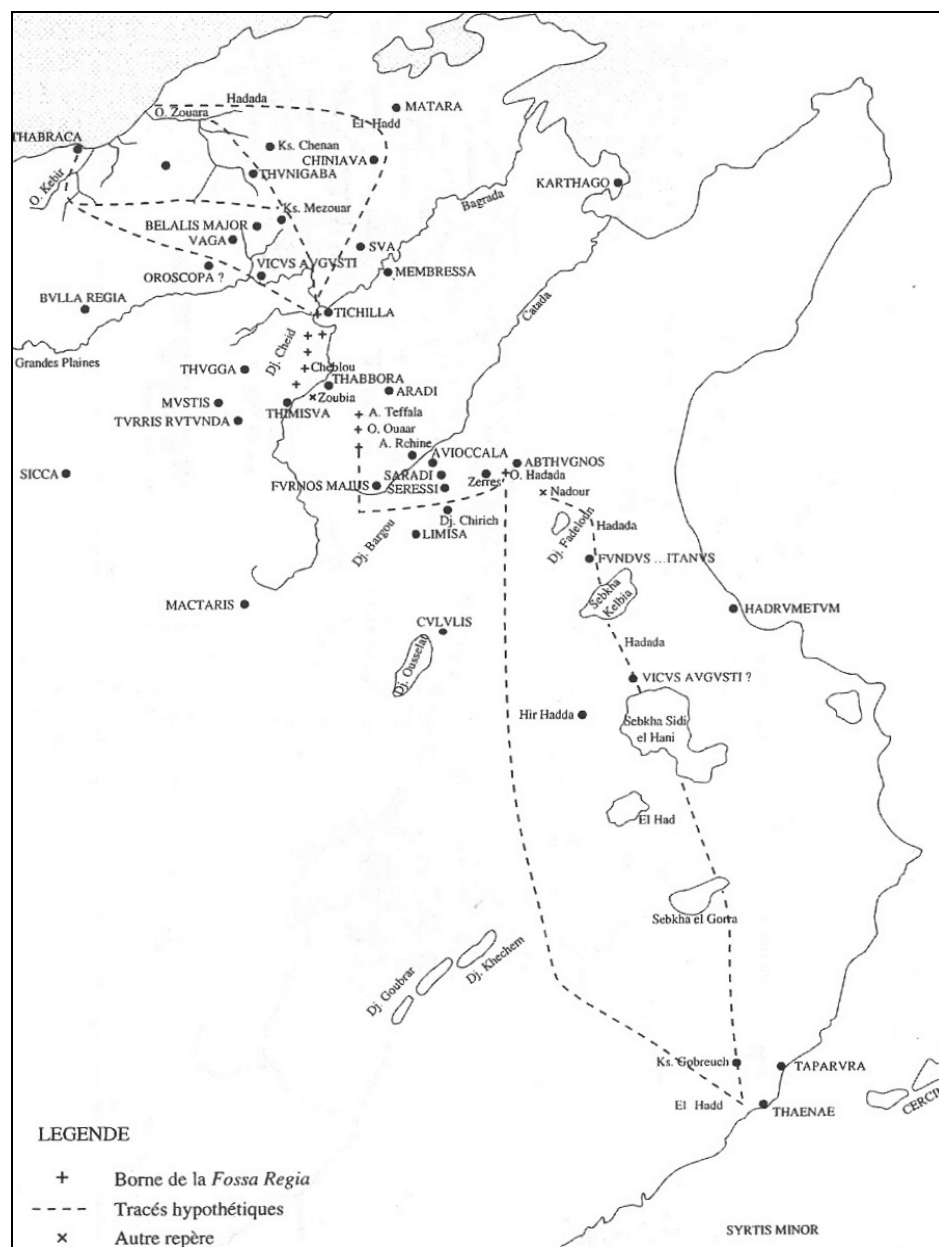 Hadada
O. Zouara
MATARA
El Hadd
THABRACA
Ks. Chenan
CHINIAVA
THVNIGABA
O. Kebir
KARTHAGO
Bagrada
Ks. Mezouar
BELALIS MAJOR
VAGA
SVA
VICVS AVGVSTI
MEMBRESSA
OROSCOPA ?
BVLLA REGIA
Catada
TICHILLA
Grandes Plaines
Dj. Cheid
THVGGA
Cheblou
THABBORA
ARADI
Zoubia
MVSTIS
THIMISVA
A. Teffala
TVRRIS RVTVNDA
O. Ouaar
A. Rchine
AVIOCCALA
ABTHVGNOS
SICCA
SARADI
O. Hadada
Zerres
FVRNOS MAIUS
SERESSI
Nadour
Dj. Chirich
Dj. Bargou
LIMISA
Hadada
Dj. Fadeloun
FVNDVS ...ITANVS
Sebkha
Kelbia
MACTARIS
HADRVMETVM
CVLVLIS
Hadada
Dj. Ousselat
VICVS AVGVSTI ?
Hir Hadda
Sebkha Sidi
el Hani
El Had
Sebkha el Gorra
Dj. Khechem
Dj. Goubrar
Ks. Gobreuch
TAPARVRA
El Hadd
THAENAE
CERCIN
LEGENDE
+ Borne de la Fossa Regia
---- Tracés hypothétiques
× Autre repère
SYRTIS MINOR